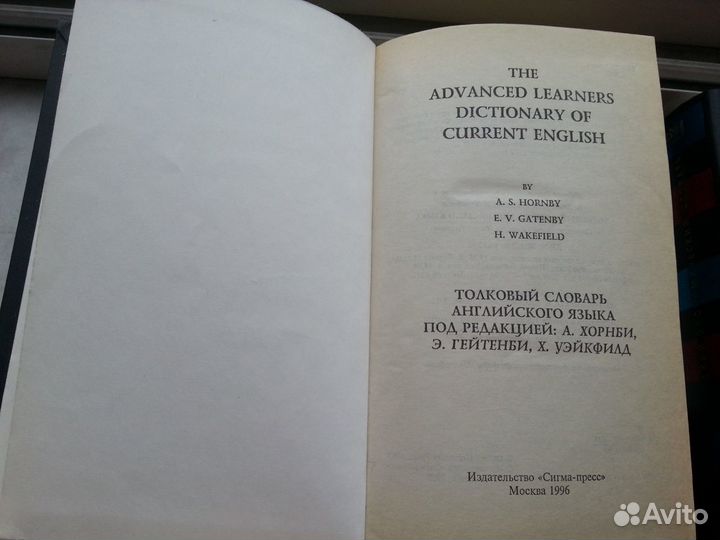 THE
ADVANCED LEARNERS
DICTIONARY OF
CURRENT ENGLISH
BY
A. S. HORNBY
E. V. GATENBY
H. WAKEFIELD
ТОЛКОВЫЙ СЛОВАРЬ
АНГЛИЙСКОГО ЯЗЫКА
ПОД РЕДАКЦИЕЙ: А. ХОРНБИ,
Э. ГЕЙТЕНБИ, Х. УЭЙКФИЛД
Издательство «Сигма-пресс»
Москва 1996
Avito